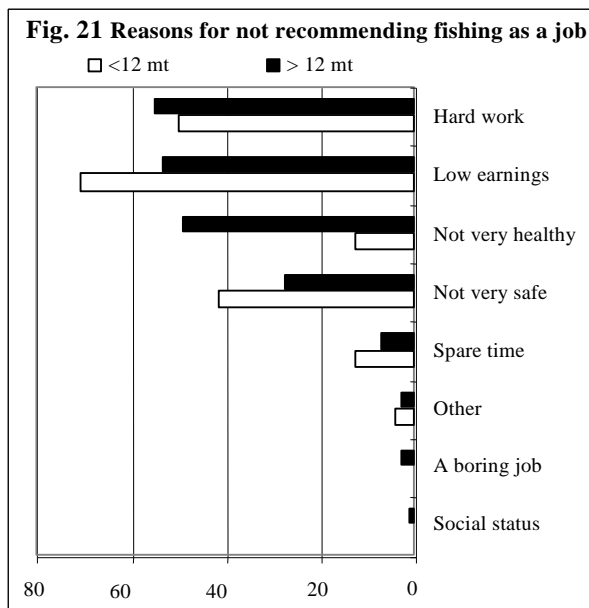 Fig. 21 Reasons for not recommending fishing as a job
<12 mt > 12 mt
Hard work
Low earnings
Not very healthy
Not very safe
Spare time
Other
A boring job
Social status
80 60 40 20 0